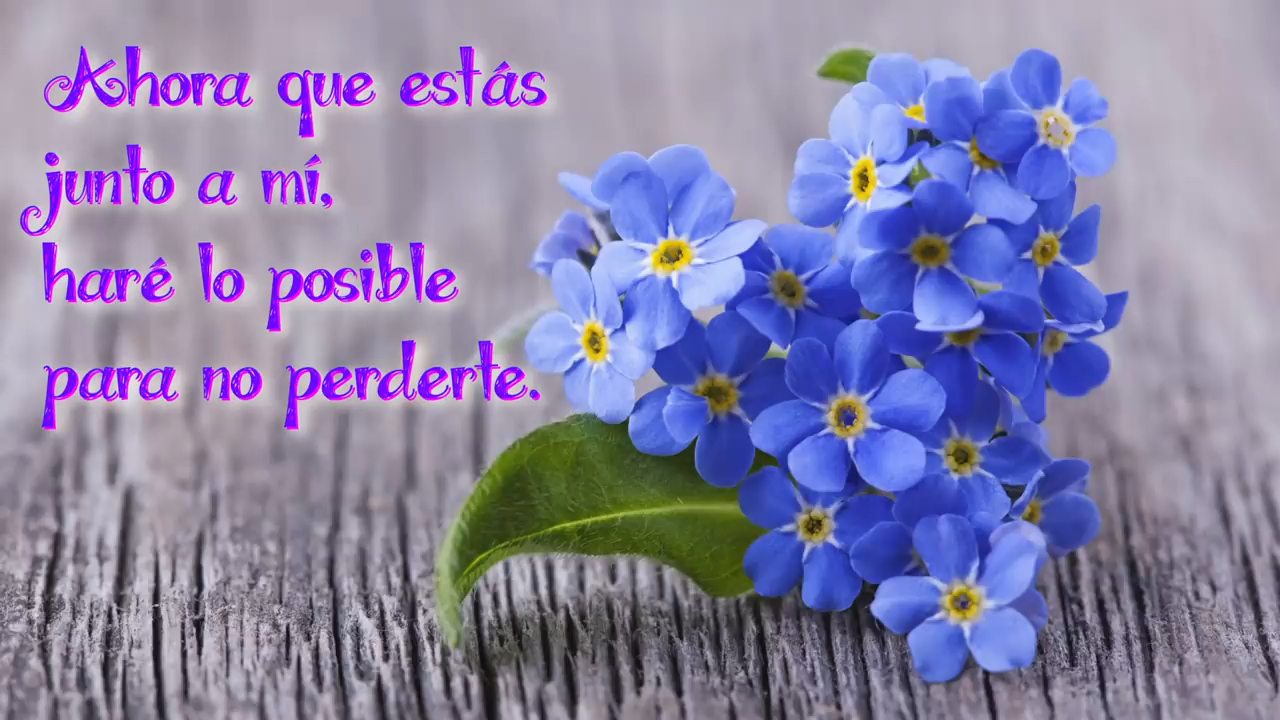 Ahora que estás
junto a mí,
haré lo posible
para no perderte.